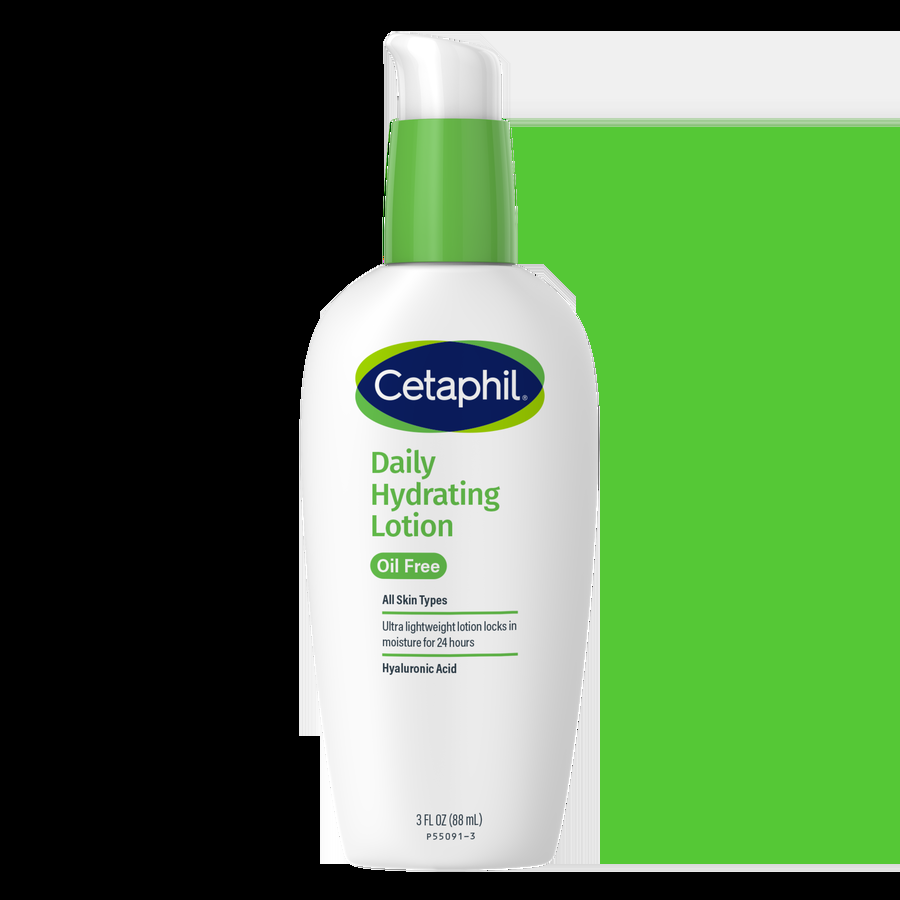 Cetaphil®
Daily
Hydrating
Lotion
Oil Free
All Skin Types
Ultra lightweight lotion locks in
moisture for 24 hours
Hyaluronic Acid
3 FL OZ (88 mL)
P55091-3